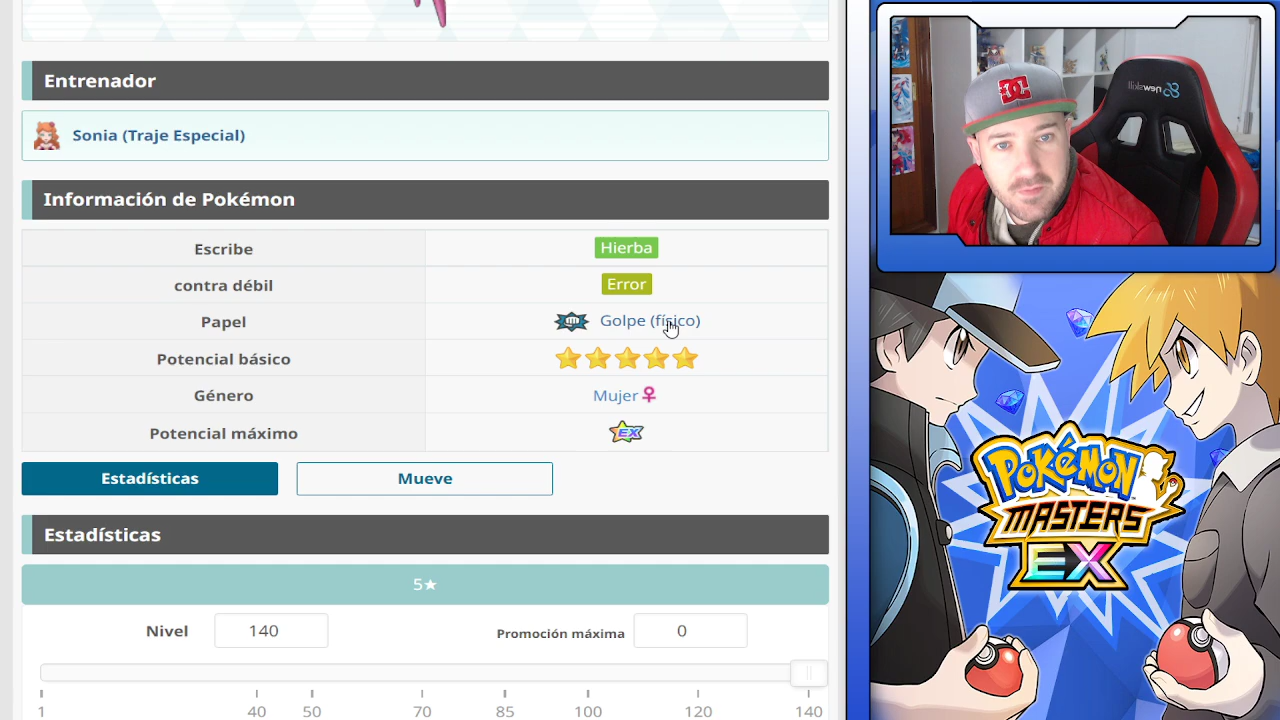 Entrenador
Sonia (Traje Especial)
Información de Pokémon
Escribe Hierba
contra débil Error
Papel Golpe (físico)
Potencial básico
Género Mujer♀
Potencial máximo EX
Estadísticas Mueve
Estadísticas
5★
Nivel 140 Promoción máxima 0
1 40 50 70 85 100 120 140
DC
newskill
POKéMON
MASTERS
EX